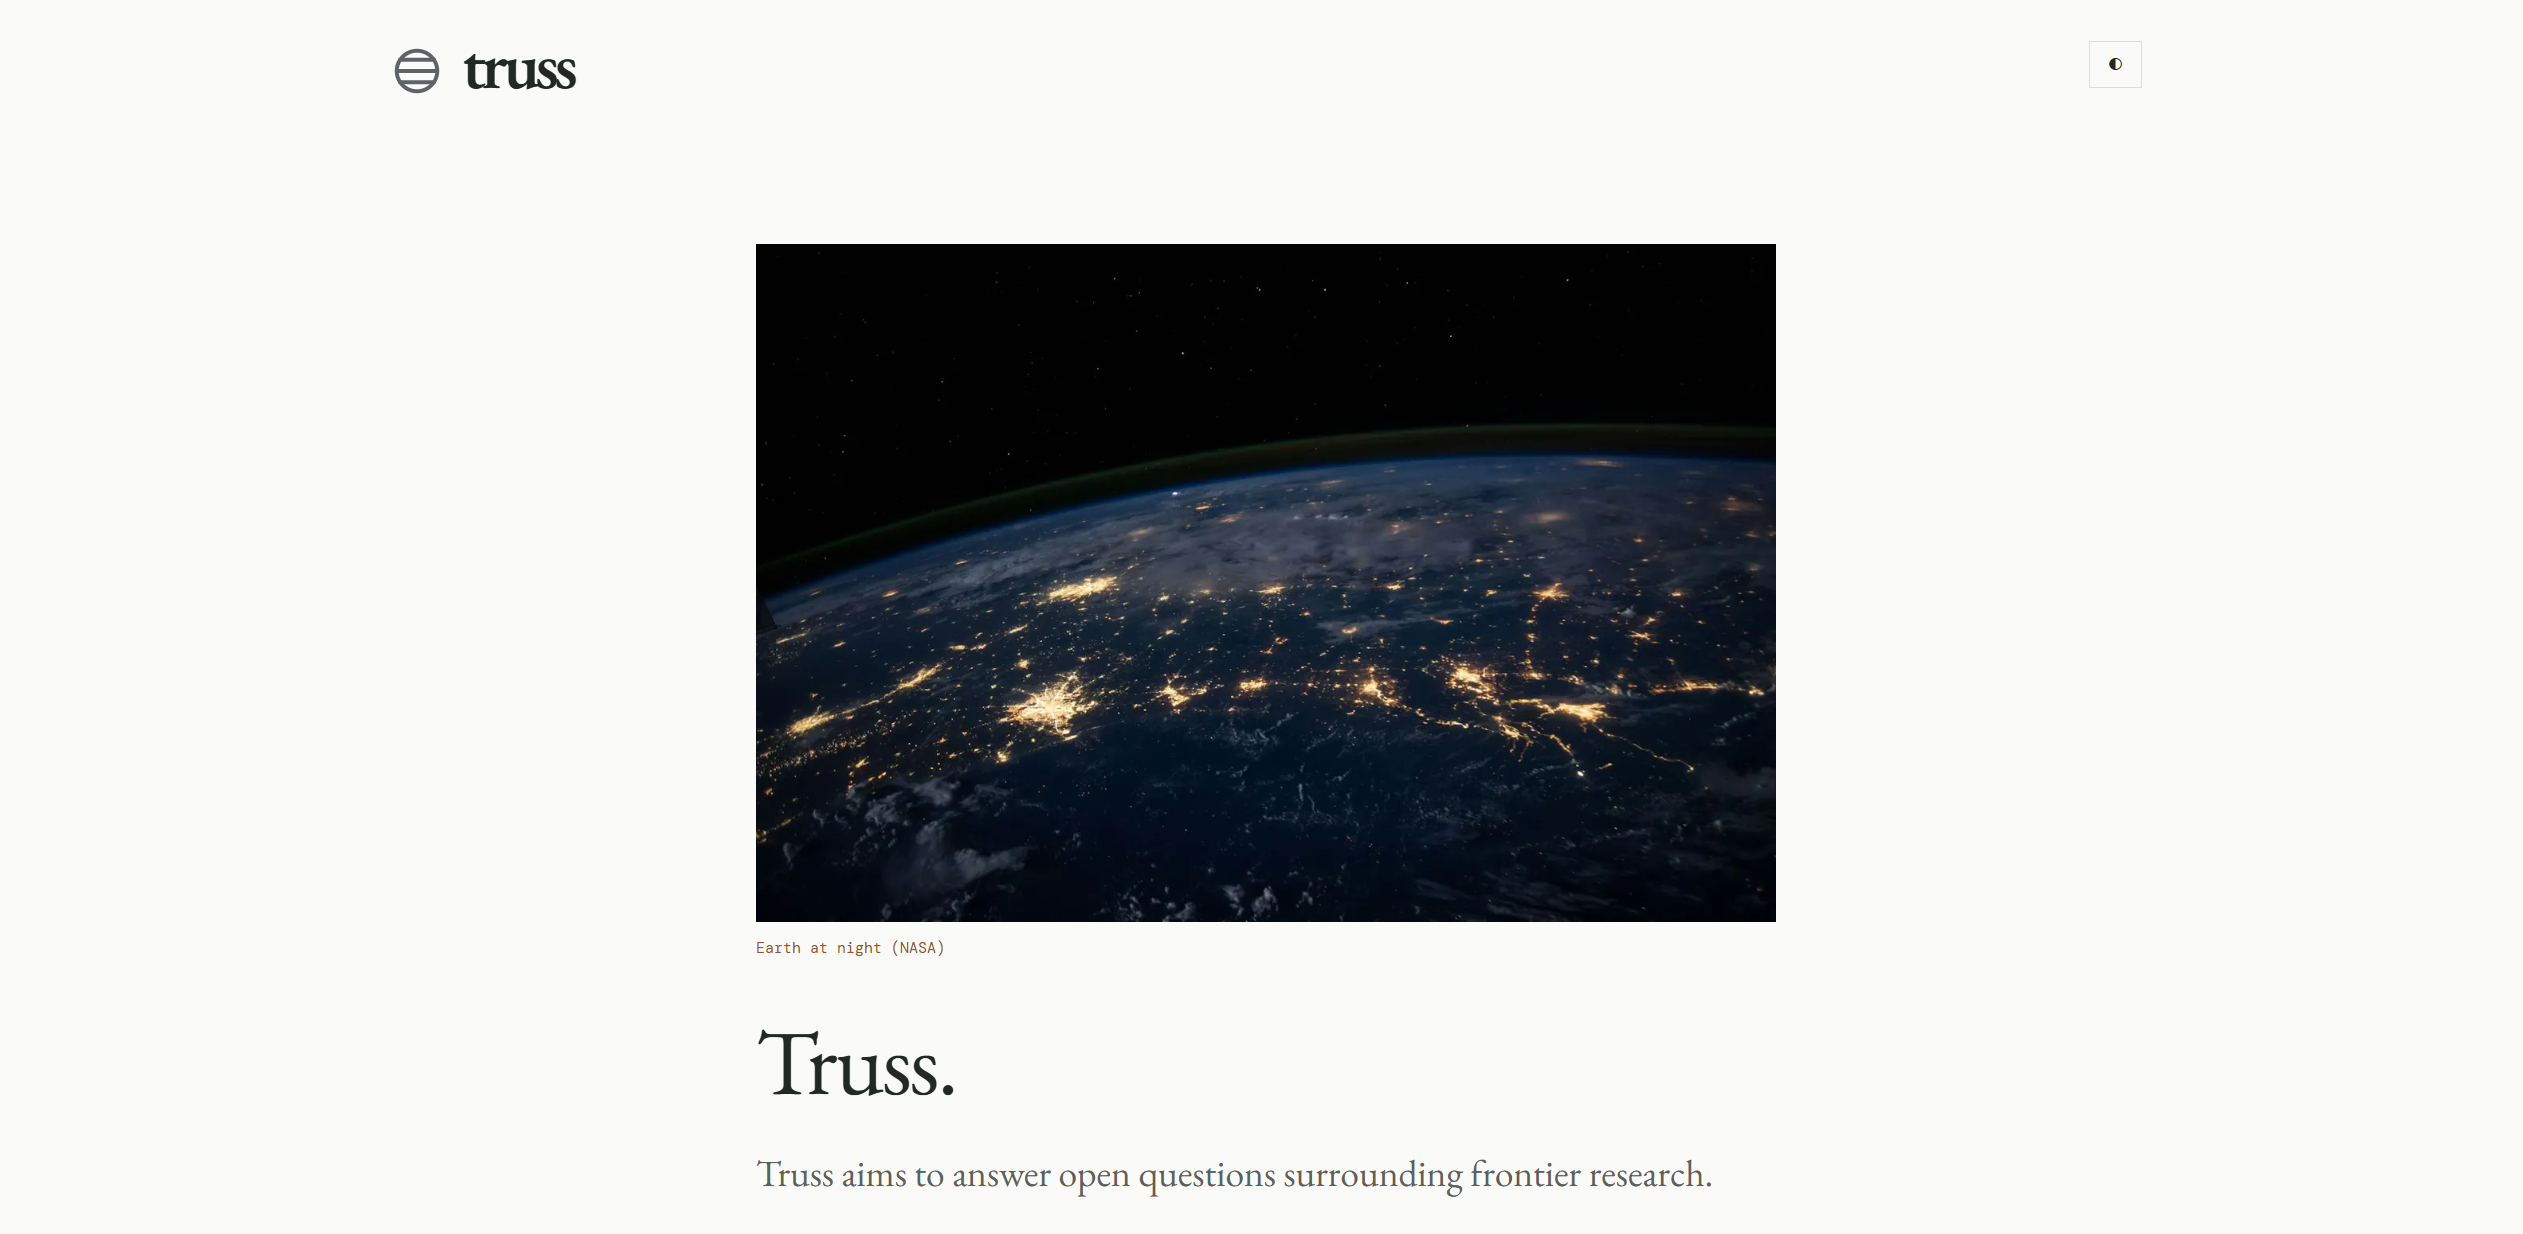 truss
Earth at night (NASA)
Truss.
Truss aims to answer open questions surrounding frontier research.